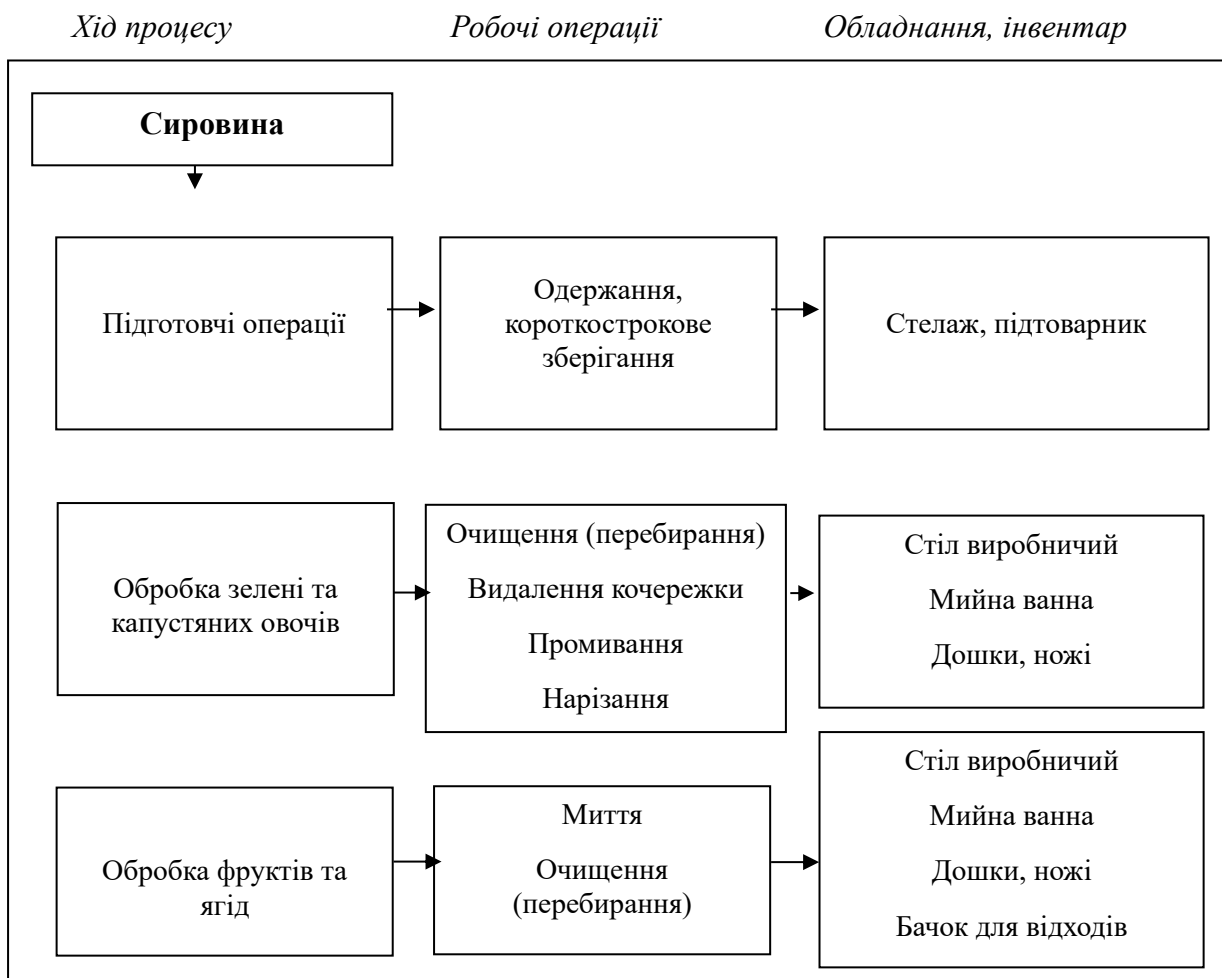 Хід процесу
Робочі операції
Обладнання, інвентар
Сировина
Підготовчі операції
Одержання,
короткострокове
зберігання
Стелаж, підтоварник
Обробка зелені та
капустяних овочів
Очищення (перебирання)
Видалення кочережки
Промивання
Нарізання
Стіл виробничий
Мийна ванна
Дошки, ножі
Обробка фруктів та
ягід
Миття
Очищення
(перебирання)
Стіл виробничий
Мийна ванна
Дошки, ножі
Бачок для відходів